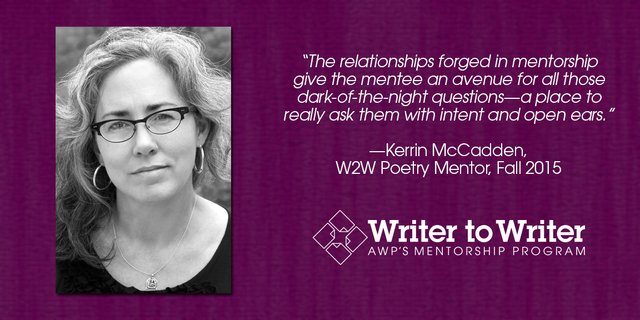 “The relationships forged in mentorship
give the mentee an avenue for all those
dark-of-the-night questions—a place to
really ask them with intent and open ears.”
—Kerrin McCadden,
W2W Poetry Mentor, Fall 2015
Writer to Writer
AWP'S MENTORSHIP PROGRAM